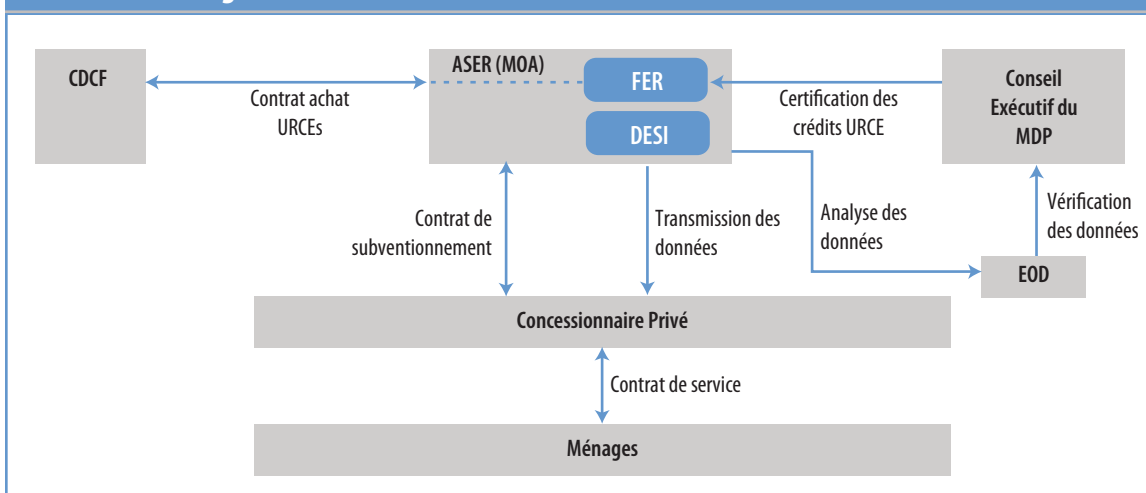 CDCF
Contrat achat
URCEs
ASER (MOA)
FER
DESI
Certification des
crédits URCE
Conseil
Exécutif du
MDP
Contrat de
subventionnement
Transmission des
données
Analyse des
données
Vérification
des données
EOD
Concessionnaire Privé
Contrat de service
Ménages